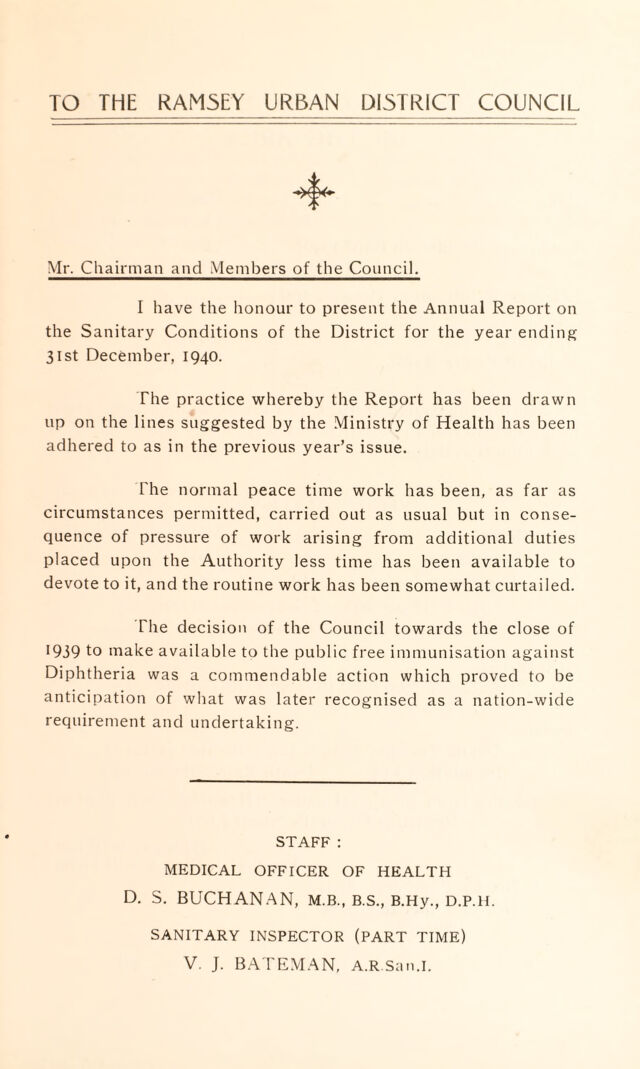 TO THE RAMSEY URBAN DISTRICT COUNCIL
Mr. Chairman and Members of the Council.
I have the honour to present the Annual Report on
the Sanitary Conditions of the District for the year ending
31st December, 1940.
The practice whereby the Report has been drawn
up on the lines suggested by the Ministry of Health has been
adhered to as in the previous year's issue.
The normal peace time work has been, as far as
circumstances permitted, carried out as usual but in conse-
quence of pressure of work arising from additional duties
placed upon the Authority less time has been available to
devote to it, and the routine work has been somewhat curtailed.
The decision of the Council towards the close of
1939 to make available to the public free immunisation against
Diphtheria was a commendable action which proved to be
anticipation of what was later recognised as a nation-wide
requirement and undertaking.
STAFF :
MEDICAL OFFICER OF HEALTH
D. S. BUCHANAN, M.B., B.S., B.Hy., D.P.H.
SANITARY INSPECTOR (PART TIME)
V. J. BATEMAN, A.R.San.I.